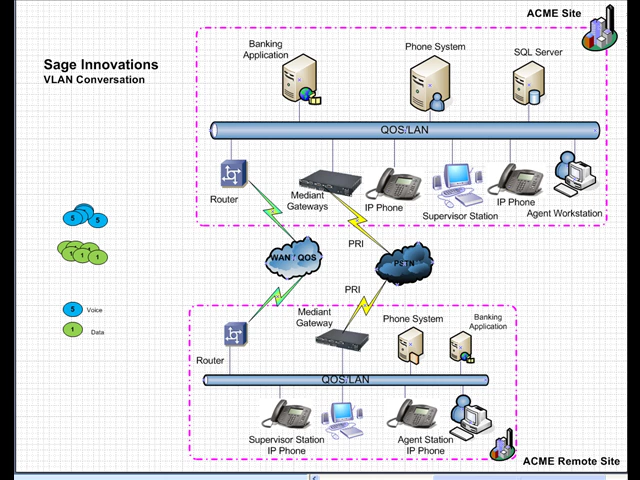 ACME Site
Sage Innovations
VLAN Conversation
Banking
Application
Phone System
SQL Server
QOS/LAN
Router
Mediant
Gateways
IP Phone
Supervisor Station
IP Phone
Agent Workstation
5
5
5
1
1
1
WAN / QOS
PRI
PSTN
PRI
5
Voice
1
Data
Mediant
Gateway
Phone System
Banking
Application
Router
QOS/LAN
Supervisor Station
IP Phone
Agent Station
IP Phone
ACME Remote Site